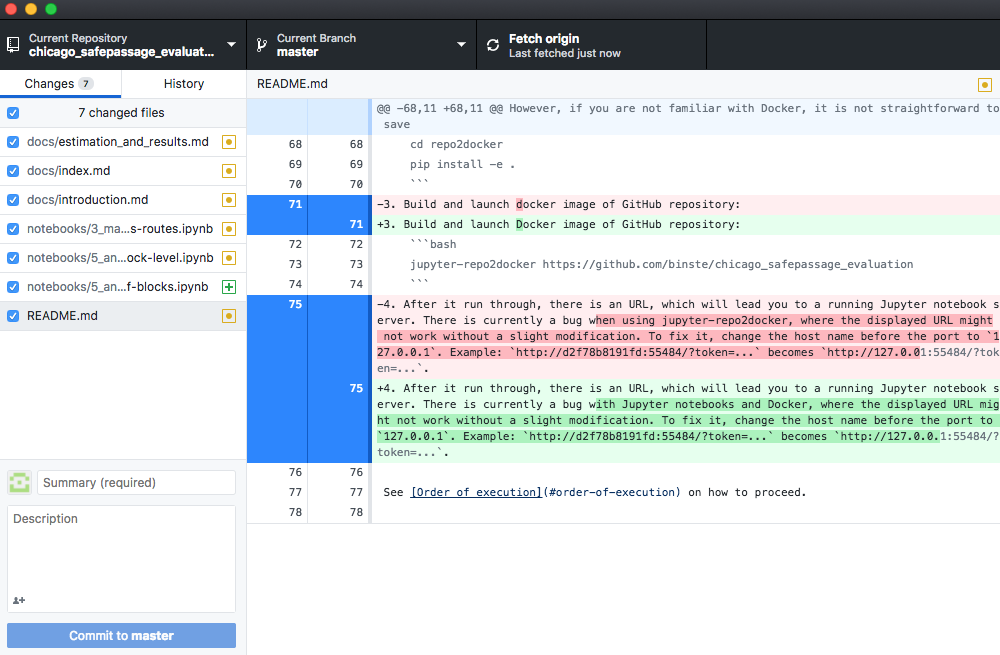 Current Repository
chicago_safepassage_evaluat...
Current Branch
master
Fetch origin
Last fetched just now
Changes 7
History
README.md
7 changed files
docs/estimation_and_results.md
docs/index.md
docs/introduction.md
notebooks/3_ma...s-routes.ipynb
notebooks/5_an...ock-level.ipynb
notebooks/5_an...f-blocks.ipynb
README.md
Summary (required)
Description
Commit to master
@@ -68,11 +68,11 @@ However, if you are not familiar with Docker, it is not straightforward to
save
68 68 cd repo2docker
69 69 pip install -e .
70 70 ```
71 -3. Build and launch docker image of GitHub repository:
71 +3. Build and launch Docker image of GitHub repository:
72 72 ```bash
73 73 jupyter-repo2docker https://github.com/binste/chicago_safepassage_evaluation
74 74 ```
75 -4. After it run through, there is an URL, which will lead you to a running Jupyter notebook s
erver. There is currently a bug when using jupyter-repo2docker, where the displayed URL might
not work without a slight modification. To fix it, change the host name before the port to `1
27.0.0.1`. Example: `http://d2f78b8191fd:55484/?token=...` becomes `http://127.0.01:55484/?tok
en=...`.
75 +4. After it run through, there is an URL, which will lead you to a running Jupyter notebook s
erver. There is currently a bug with Jupyter notebooks and Docker, where the displayed URL mig
ht not work without a slight modification. To fix it, change the host name before the port to
`127.0.0.1`. Example: `http://d2f78b8191fd:55484/?token=...` becomes `http://127.0.0.1:55484/?
token=...`.
76 76
77 77 See [Order of execution](#order-of-execution) on how to proceed.
78 78